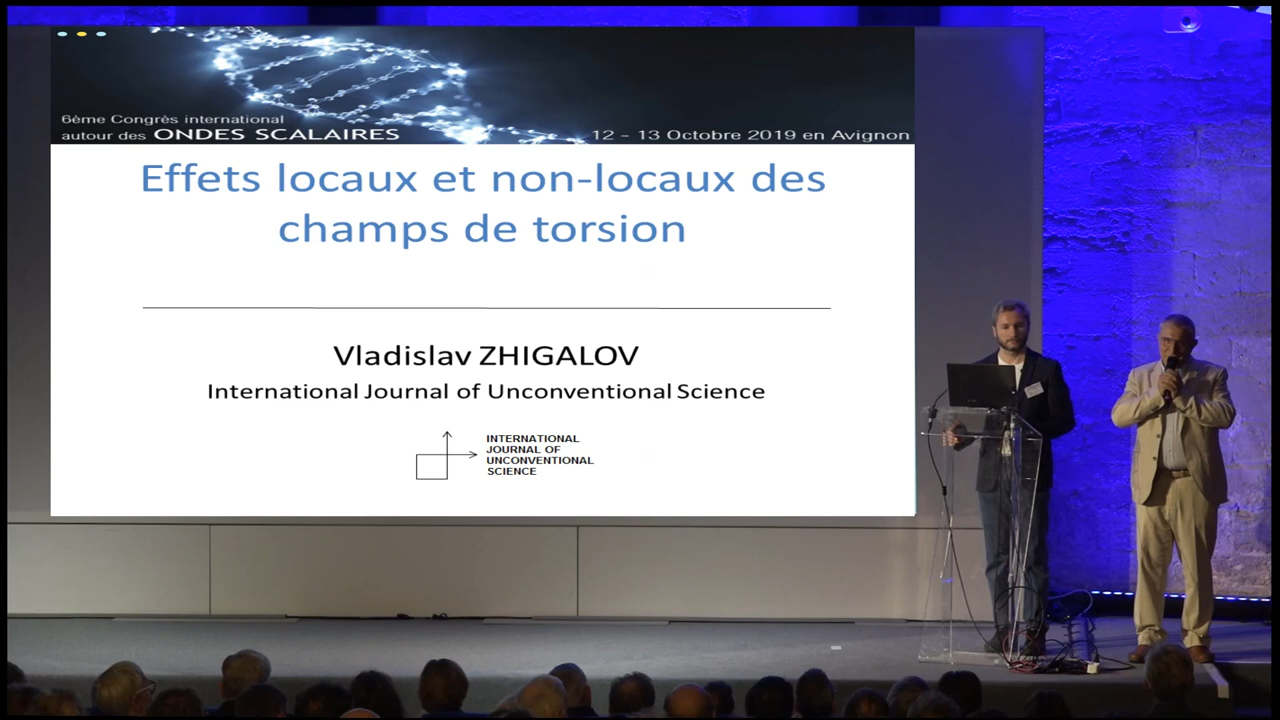 6ème Congrès international
autour des ONDES SCALAIRES
12 - 13 Octobre 2019 en Avignon
Effets locaux et non-locaux des
champs de torsion
Vladislav ZHIGALOV
International Journal of Unconventional Science
INTERNATIONAL
JOURNAL OF
UNCONVENTIONAL
SCIENCE